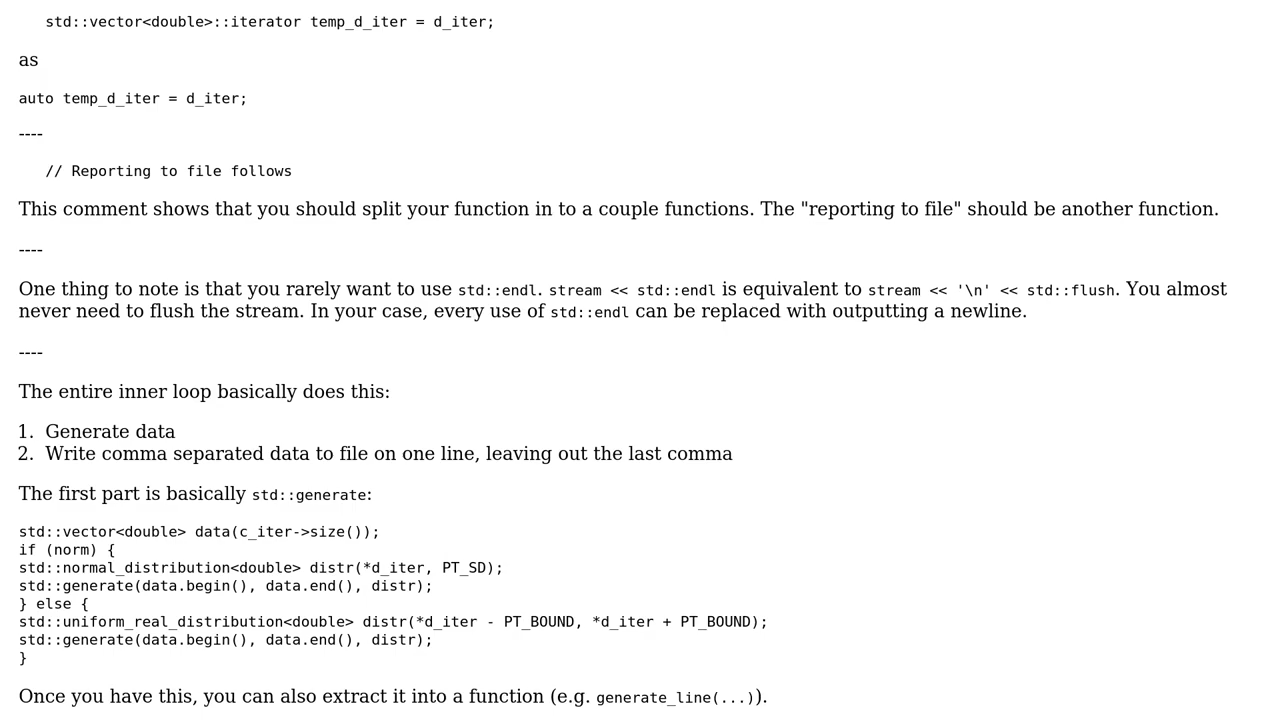 std::vector<double>::iterator temp_d_iter = d_iter;
as
auto temp_d_iter = d_iter;
----
// Reporting to file follows
This comment shows that you should split your function in to a couple functions. The "reporting to file" should be another function.
----
One thing to note is that you rarely want to use std::endl. stream << std::endl is equivalent to stream << '\n' << std::flush. You almost
never need to flush the stream. In your case, every use of std::endl can be replaced with outputting a newline.
----
The entire inner loop basically does this:
1. Generate data
2. Write comma separated data to file on one line, leaving out the last comma
The first part is basically std::generate:
std::vector<double> data(c_iter->size());
if (norm) {
std::normal_distribution<double> distr(*d_iter, PT_SD);
std::generate(data.begin(), data.end(), distr);
} else {
std::uniform_real_distribution<double> distr(*d_iter - PT_BOUND, *d_iter + PT_BOUND);
std::generate(data.begin(), data.end(), distr);
}
Once you have this, you can also extract it into a function (e.g. generate_line(...)).